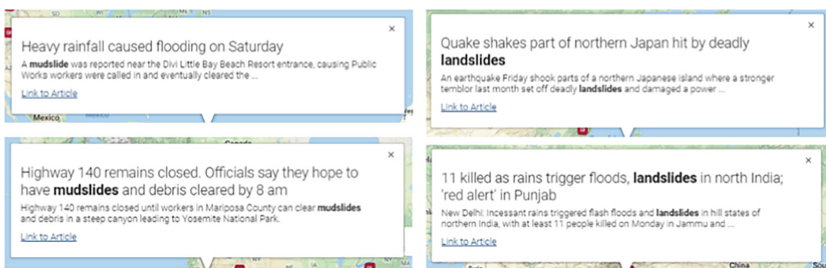 Heavy rainfall caused flooding on Saturday
A mudslide was reported near the Divi Little Bay Beach Resort entrance, causing Public
Works workers were called in and eventually cleared the ...
Link to Article
Mexico
Quake shakes part of northern Japan hit by deadly
landslides
An earthquake Friday shook parts of a northern Japanese island where a stronger
temblor last month set off deadly landslides and damaged a power ...
Link to Article
Canada
Highway 140 remains closed. Officials say they hope to
have mudslides and debris cleared by 8 am
Highway 140 remains closed until workers in Mariposa County can clear mudslides
and debris in a steep canyon leading to Yosemite National Park.
Link to Article
11 killed as rains trigger floods, landslides in north India;
'red alert' in Punjab
New Delhi: Incessant rains triggered flash floods and landslides in hill states of
northern India, with at least 11 people killed on Monday in Jammu and ...
Link to Article
China